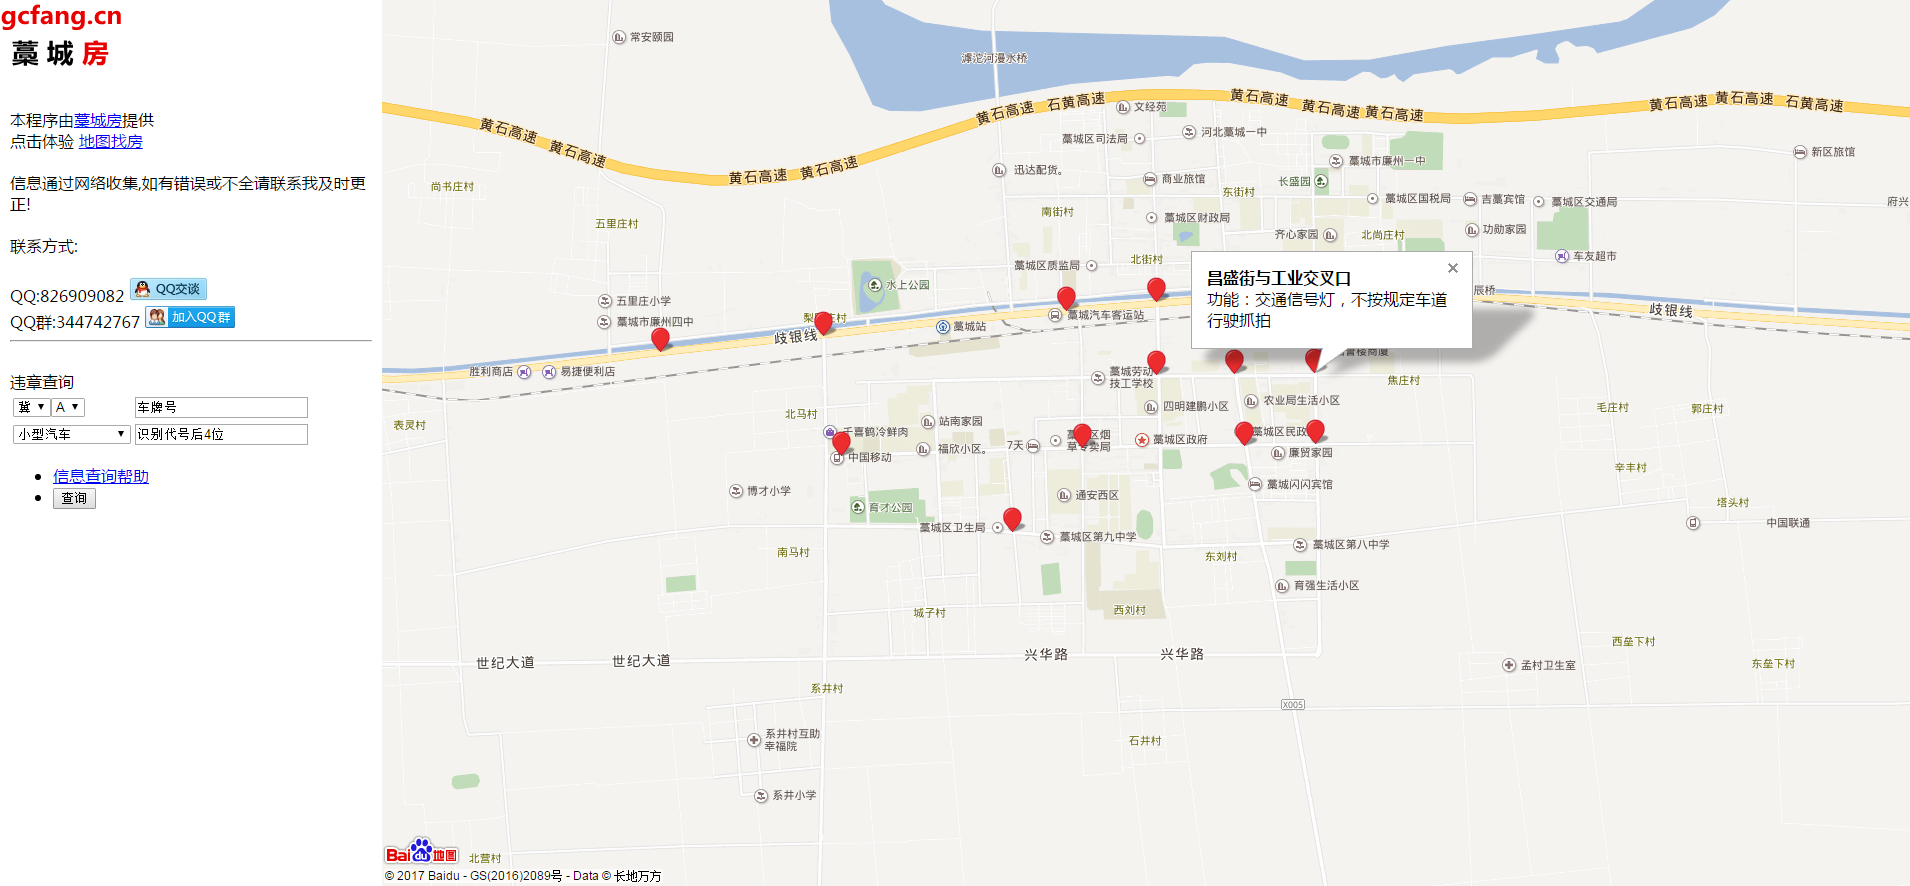 gcfang.cn
藁城房
本程序由藁城房提供
点击体验 地图找房
信息通过网络收集,如有错误或不全请联系我及时更
正!
联系方式:
QQ:826909082 QQ交谈
QQ群:344742767 加入QQ群
违章查询
冀 ▼ A ▼ 车牌号
小型汽车 ▼ 识别代号后4位
• 信息查询帮助
• 查询
常安颐园
滹沱河漫水桥
黄石高速
黄石高速
黄石高速
黄石高速
黄石高速
石黄高速
黄石高速
黄石高速
黄石高速
黄石高速
黄石高速
石黄高速
文经苑
藁城区司法局
河北藁城一中
藁城市廉州一中
新区旅馆
迅达配货。
商业旅馆
长盛园
尚书庄村
东街村
藁城区国税局
吉藁宾馆
藁城区交通局
府兴
南街村
藁城区财政局
五里庄村
齐心家园
北尚庄村
功勋家园
车友超市
北街村
藁城区质监局
水上公园
昌盛街与工业交叉口
功能：交通信号灯，不按规定车道
行驶抓拍
辰桥
五里庄小学
藁城市廉州四中
藁城汽车客运站
藁城站
歧银线
歧银线
胜利商店
易捷便利店
藁城劳动
技工学校
焦庄村
四明建鹏小区
农业局生活小区
毛庄村
郭庄村
北马村
表灵村
站南家园
千喜鹤冷鲜肉
中国移动
福欣小区。
7天
草专卖局
藁城区政府
藁城区民政
廉贸家园
辛丰村
博才小学
通安西区
藁城闪闪宾馆
塔头村
育才公园
藁城区卫生局
藁城区第九中学
中国联通
南马村
东刘村
藁城区第八中学
育强生活小区
城子村
西刘村
世纪大道
世纪大道
兴华路
兴华路
西垒下村
孟村卫生室
东垒下村
系井村
X005
系井村互助
幸福院
石井村
系井小学
Bai du 地图
北营村
© 2017 Baidu - GS(2016)2089号 - Data © 长地万方